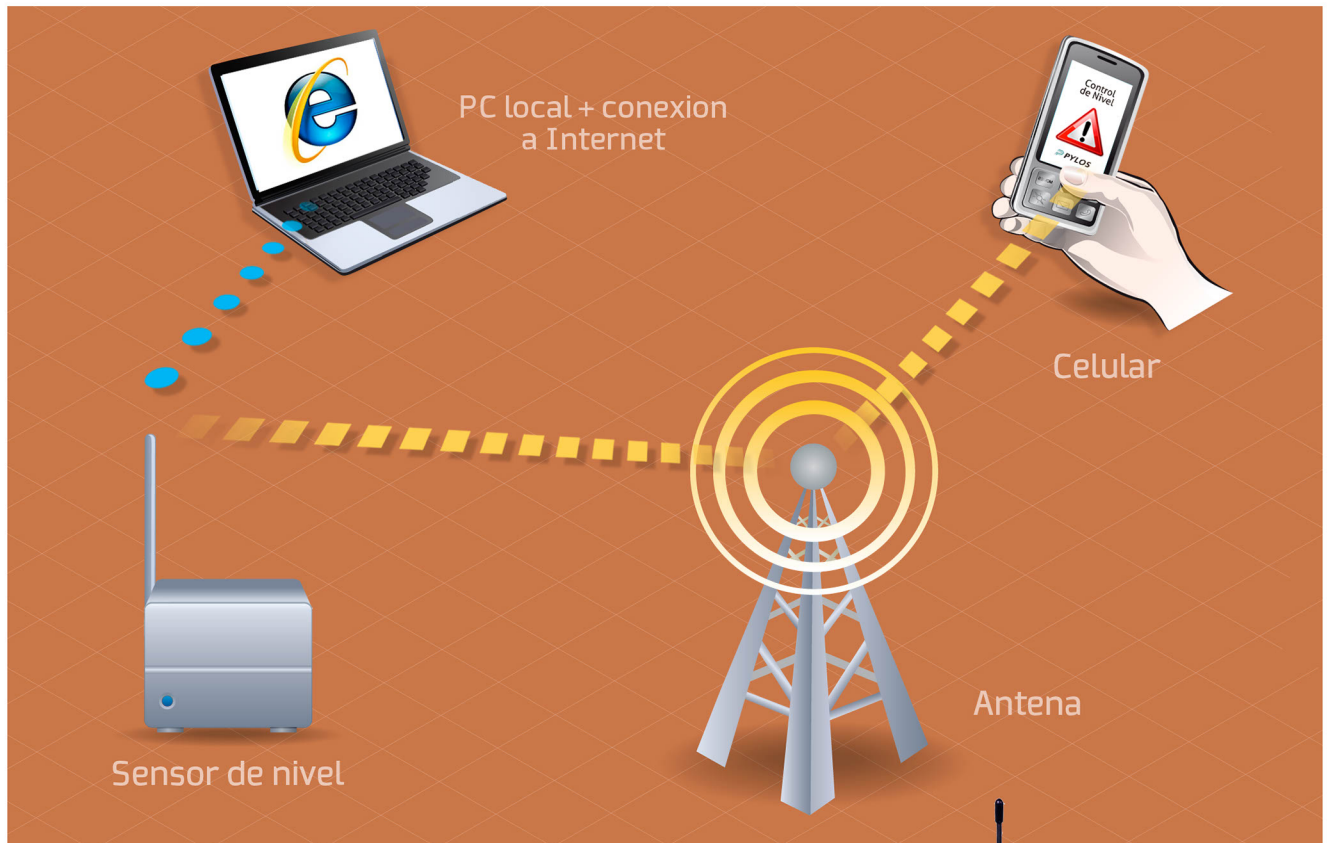 PC local + conexion
a Internet
Control
de Nivel
PYLOS
Celular
Antena
Sensor de nivel